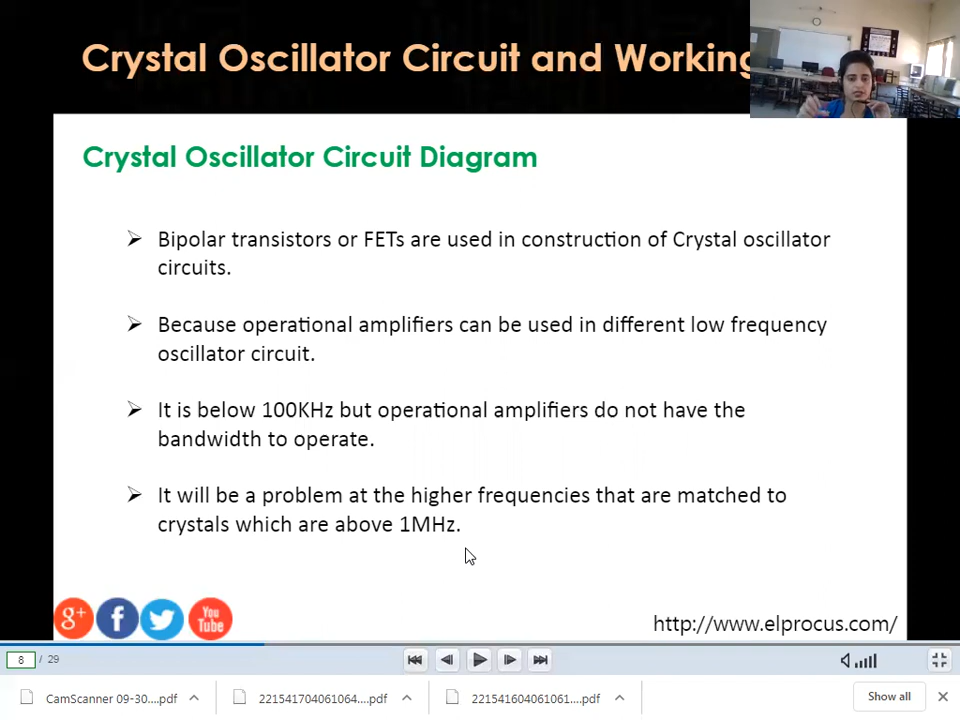 Crystal Oscillator Circuit and Working
Crystal Oscillator Circuit Diagram
Bipolar transistors or FETs are used in construction of Crystal oscillator
circuits.
Because operational amplifiers can be used in different low frequency
oscillator circuit.
It is below 100KHz but operational amplifiers do not have the
bandwidth to operate.
It will be a problem at the higher frequencies that are matched to
crystals which are above 1MHz.
g+ f You
Tube
http://www.elprocus.com/
8 / 29
CamScanner 09-30....pdf 221541704061064....pdf 221541604061061....pdf Show all